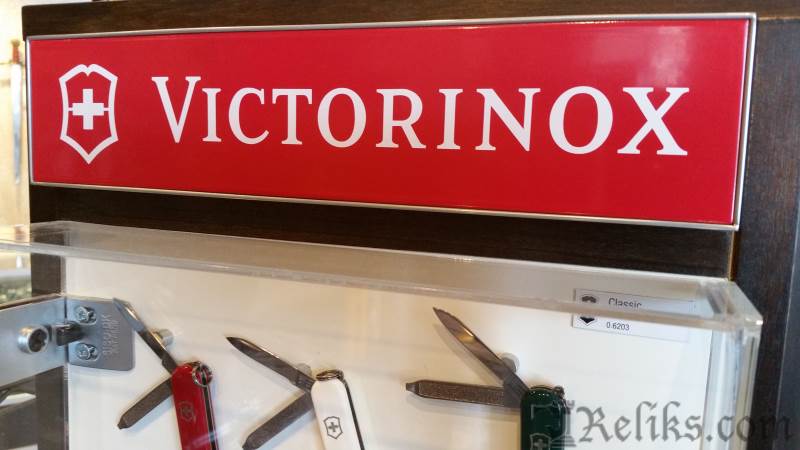 VICTORINOX
Classic
0.6203
Reliks.com